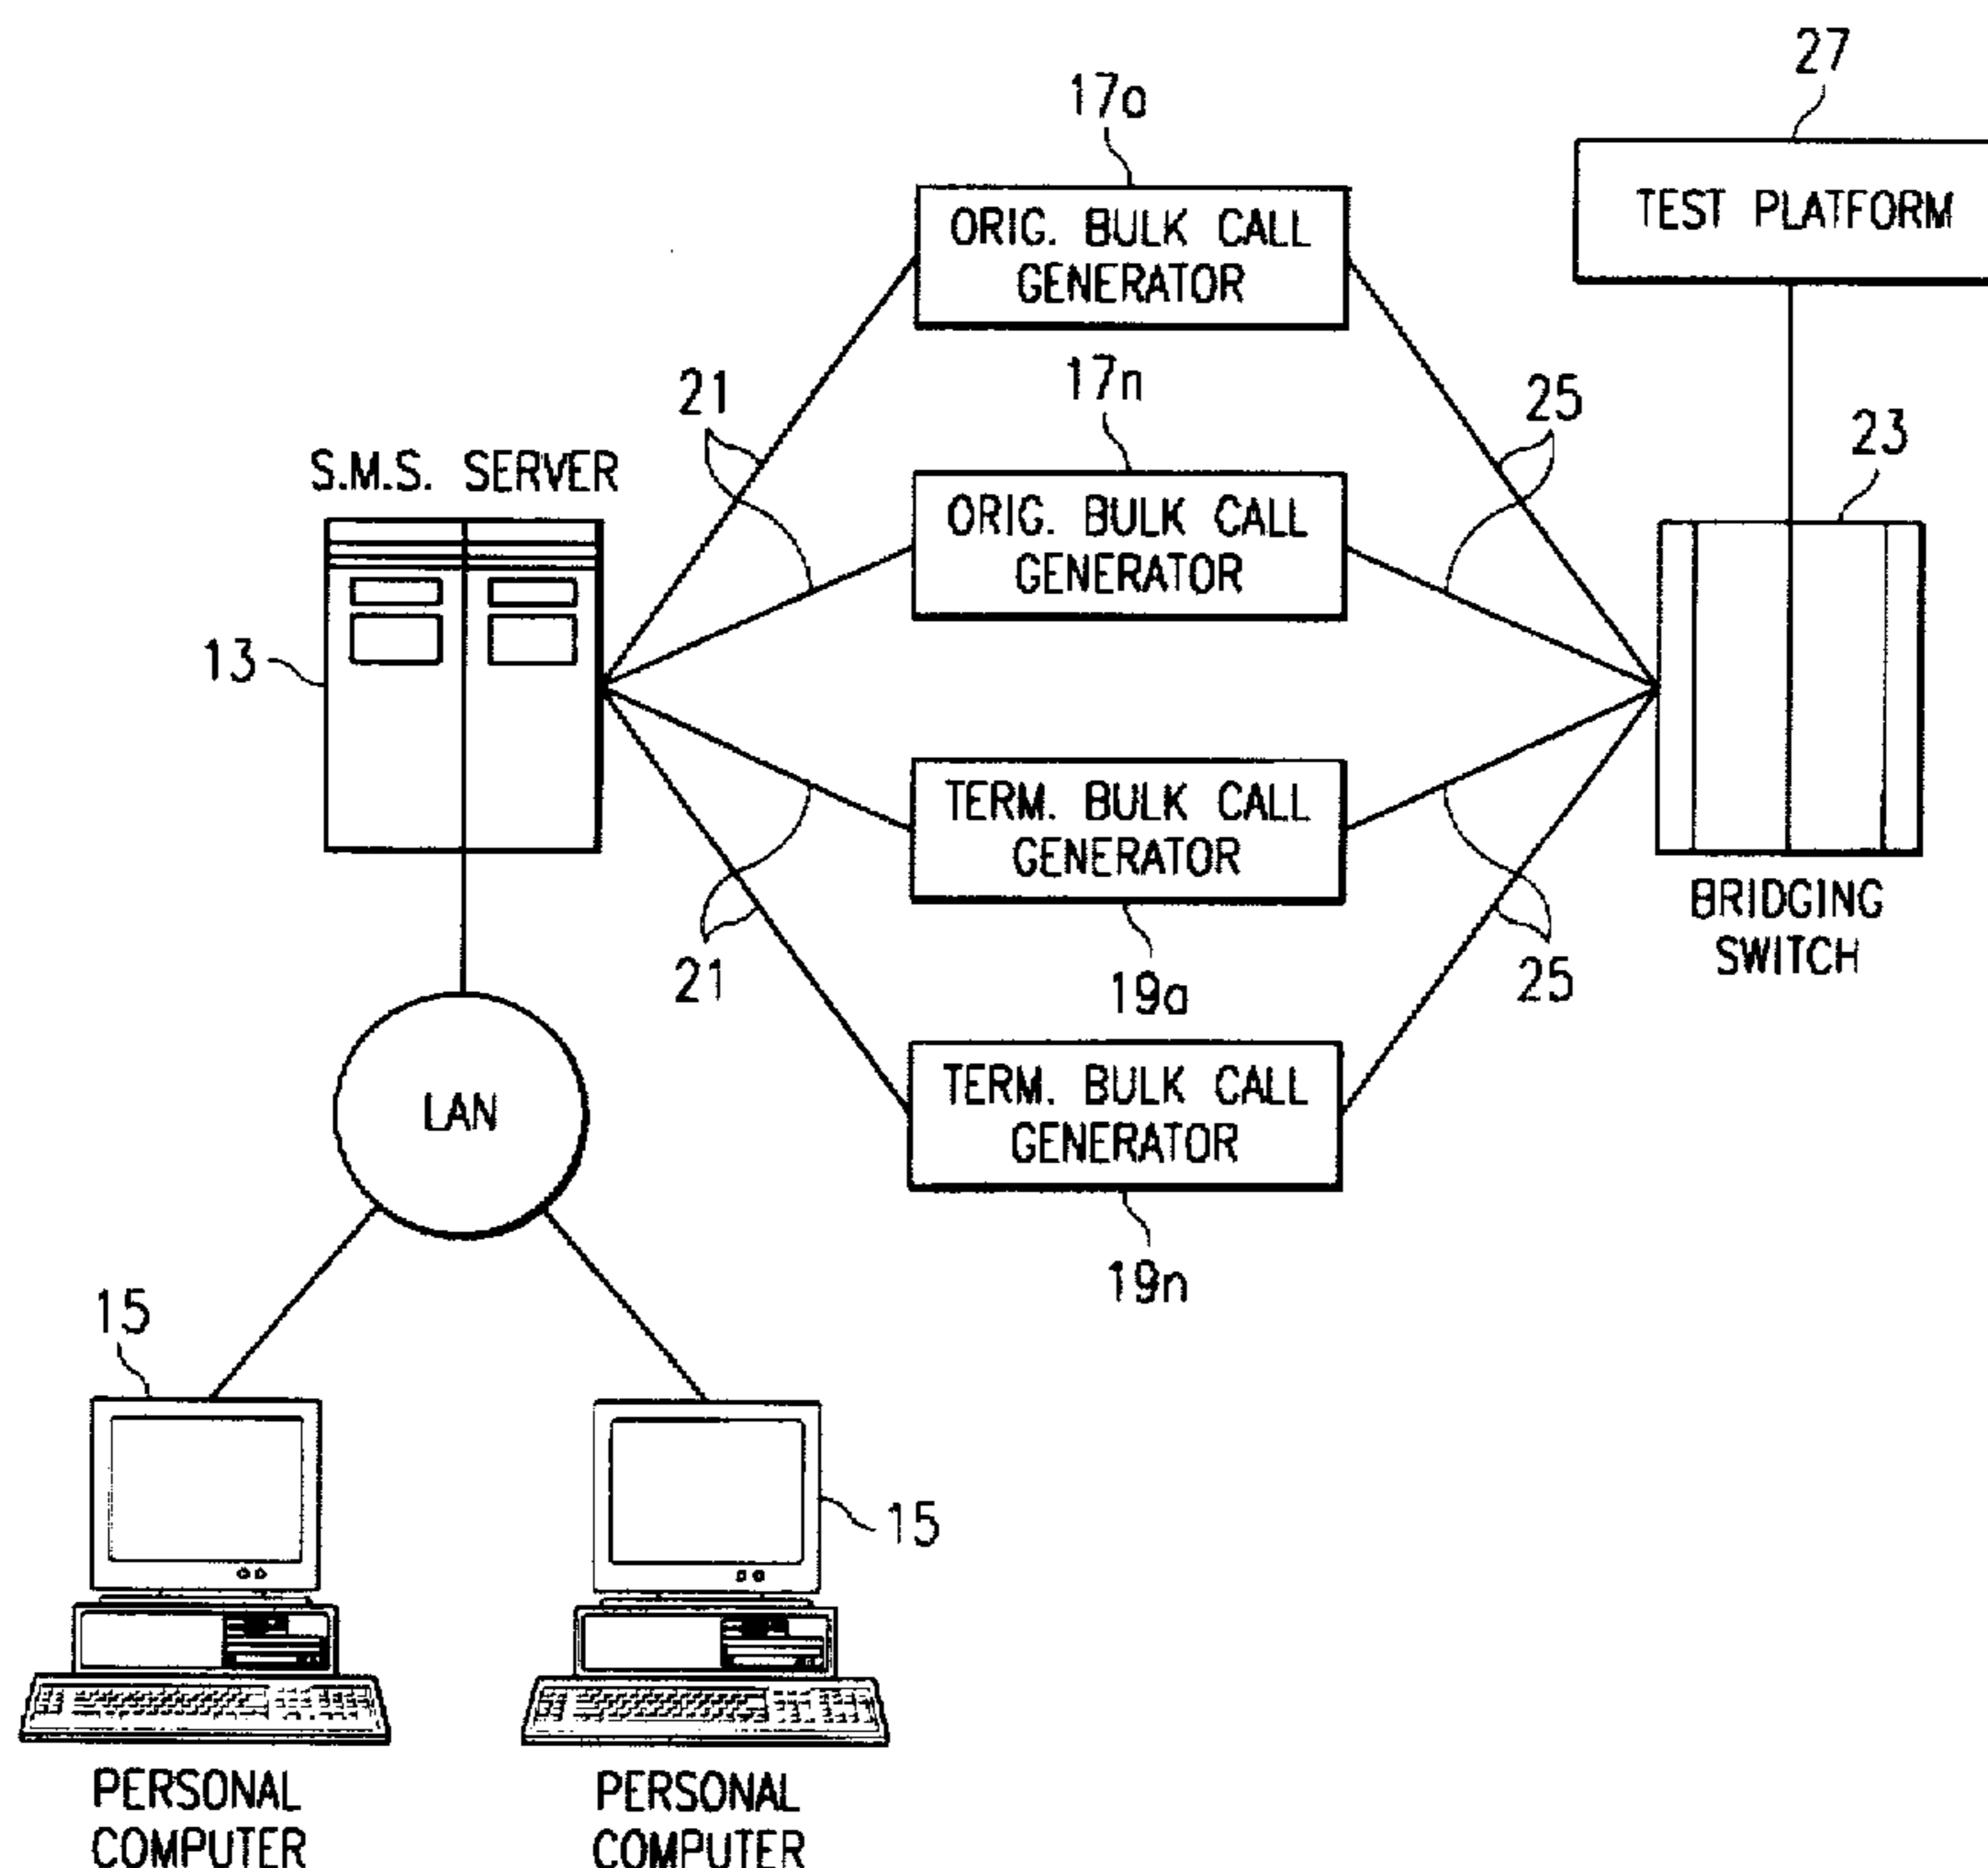 27
17a
TEST PLATFORM
ORIG. BULK CALL
GENERATOR
17n
21
25
23
S.M.S. SERVER
ORIG. BULK CALL
GENERATOR
13
TERM. BULK CALL
GENERATOR
BRIDGING
SWITCH
21
19a
25
LAN
TERM. BULK CALL
GENERATOR
19n
15
15
PERSONAL
COMPUTER
PERSONAL
COMPUTER